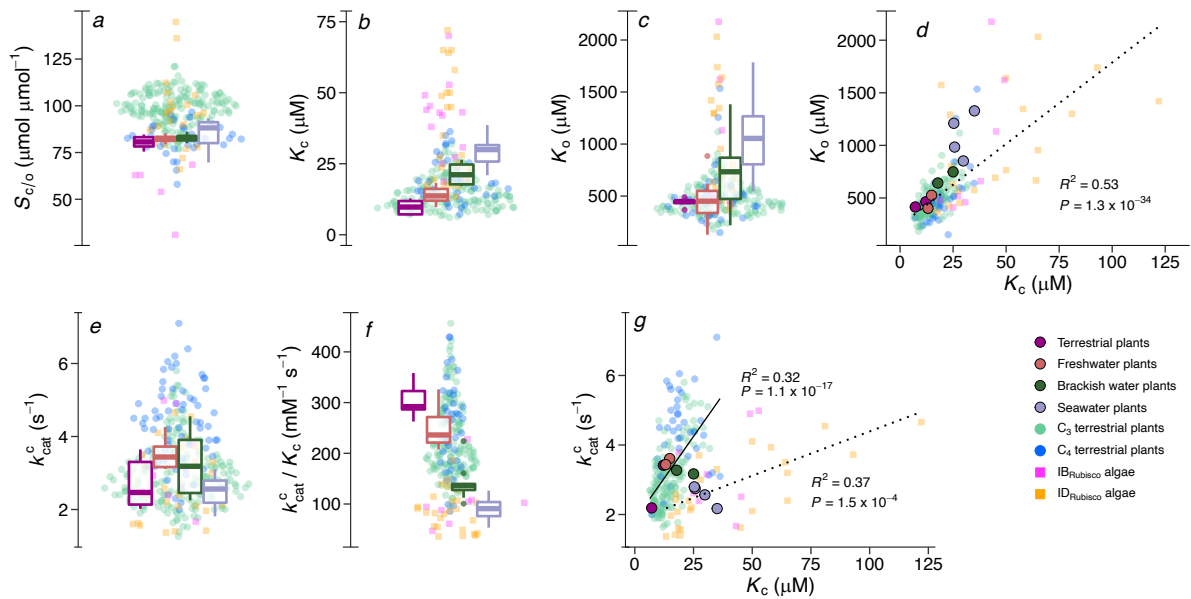 a
S_c/o (μmol μmol⁻¹)
125
100
75
50
b
K_c (μM)
75
50
25
0
c
K_o (μM)
2000
1500
1000
500
d
K_o (μM)
2000
1500
1000
500
R² = 0.53
P = 1.3 x 10⁻³⁴
0 25 50 75 100 125
K_c (μM)
e
k^c_cat (s⁻¹)
6
4
2
f
k^c_cat / K_c (mM⁻¹ s⁻¹)
400
300
200
100
g
k^c_cat (s⁻¹)
6
4
2
R² = 0.32
P = 1.1 x 10⁻¹⁷
R² = 0.37
P = 1.5 x 10⁻⁴
0 25 50 75 100 125
K_c (μM)
Terrestrial plants
Freshwater plants
Brackish water plants
Seawater plants
C₃ terrestrial plants
C₄ terrestrial plants
IB_Rubisco algae
ID_Rubisco algae